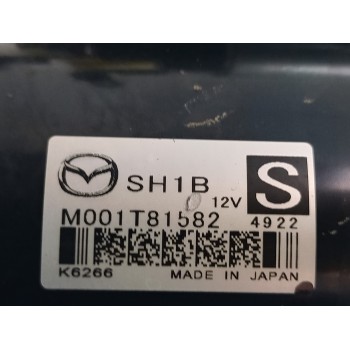 SH1B 12V S
M001T81582 4922
K6266 MADE IN JAPAN